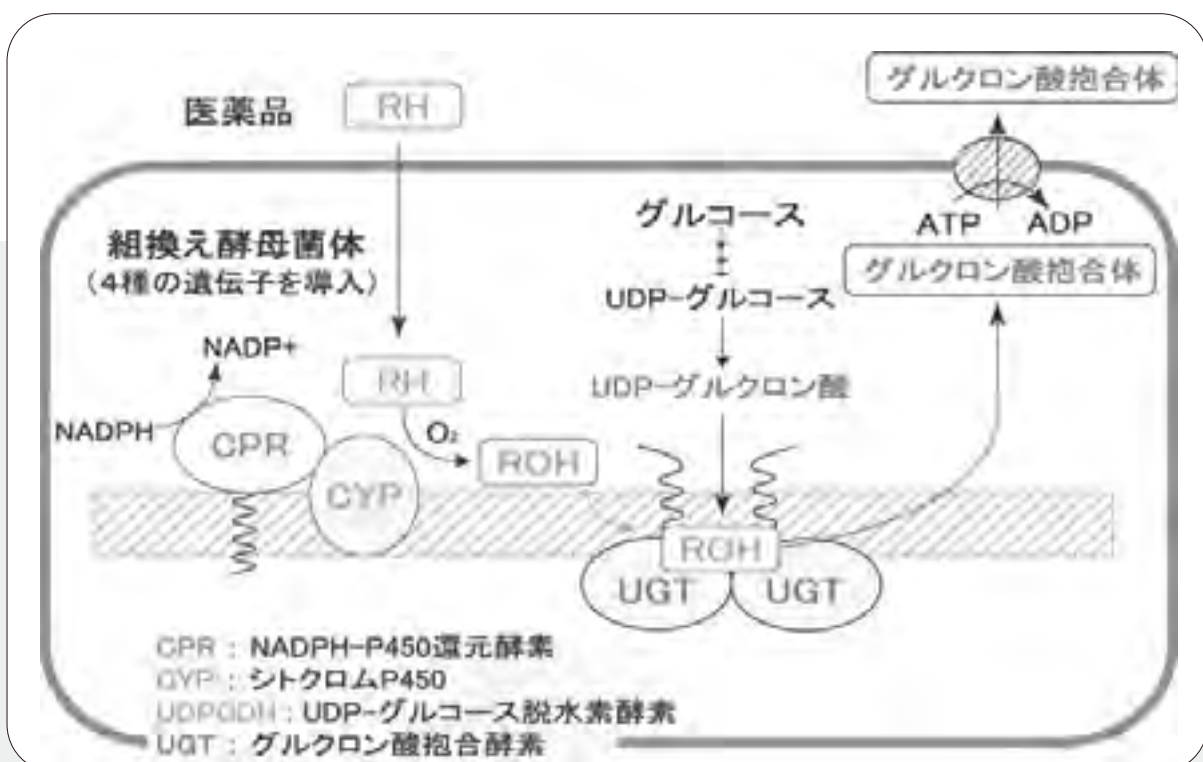 グルクロン酸抱合体
医薬品 RH
組換え酵母菌体
(4種の遺伝子を導入)
グルコース
ATP ADP
グルクロン酸抱合体
UDP-グルコース
NADP+
RH
UDP-グルクロン酸
NADPH
CPR
O₂
ROH
CYP
ROH
UGT UGT
CPR : NADPH-P450還元酵素
CYP : シトクロムP450
UDPGDH : UDP-グルコース脱水素酵素
UGT : グルクロン酸抱合酵素